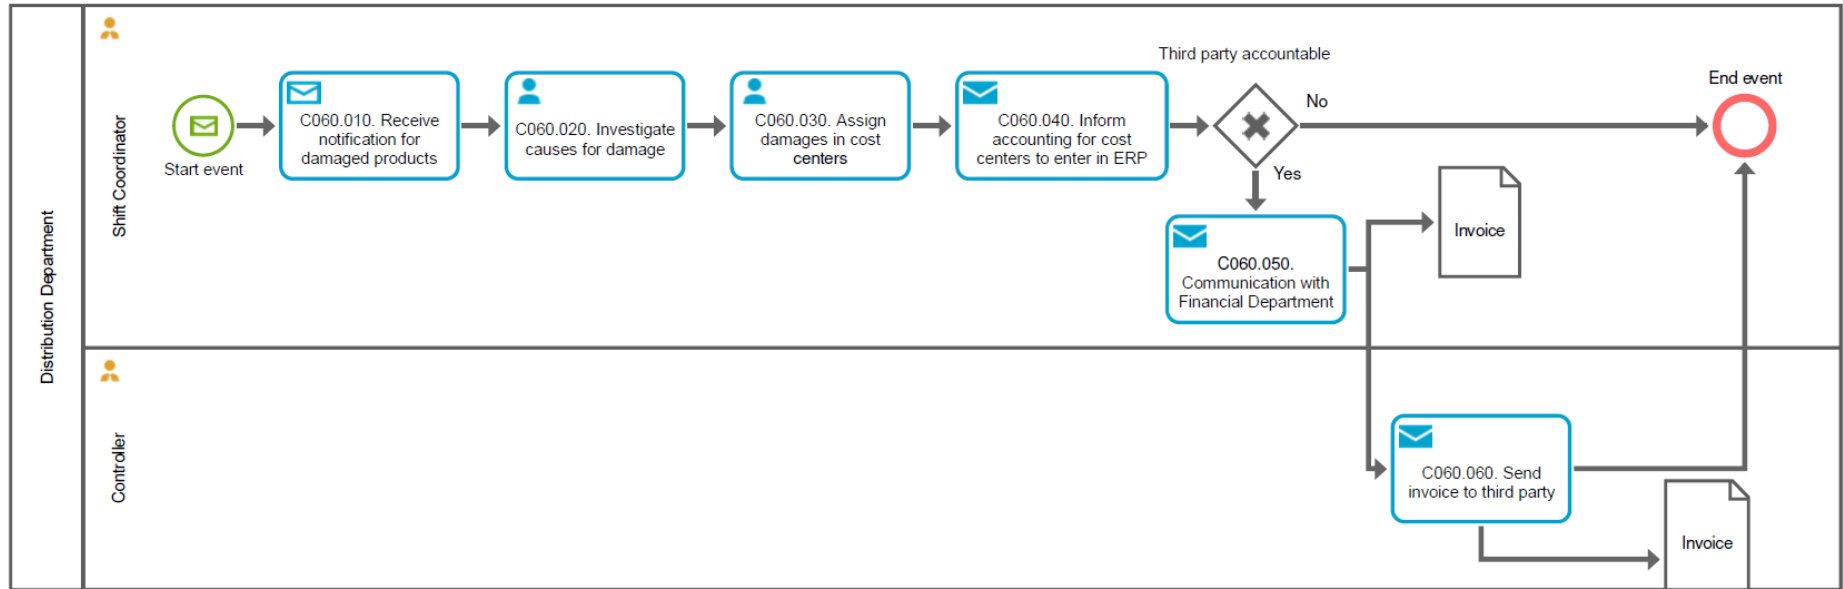 Distribution Department
Shift Coordinator
Start event
C060.010. Receive
notification for
damaged products
C060.020. Investigate
causes for damage
C060.030. Assign
damages in cost
centers
C060.040. Inform
accounting for cost
centers to enter in ERP
Third party accountable
No
Yes
End event
C060.050.
Communication with
Financial Department
Invoice
Controller
C060.060. Send
invoice to third party
Invoice